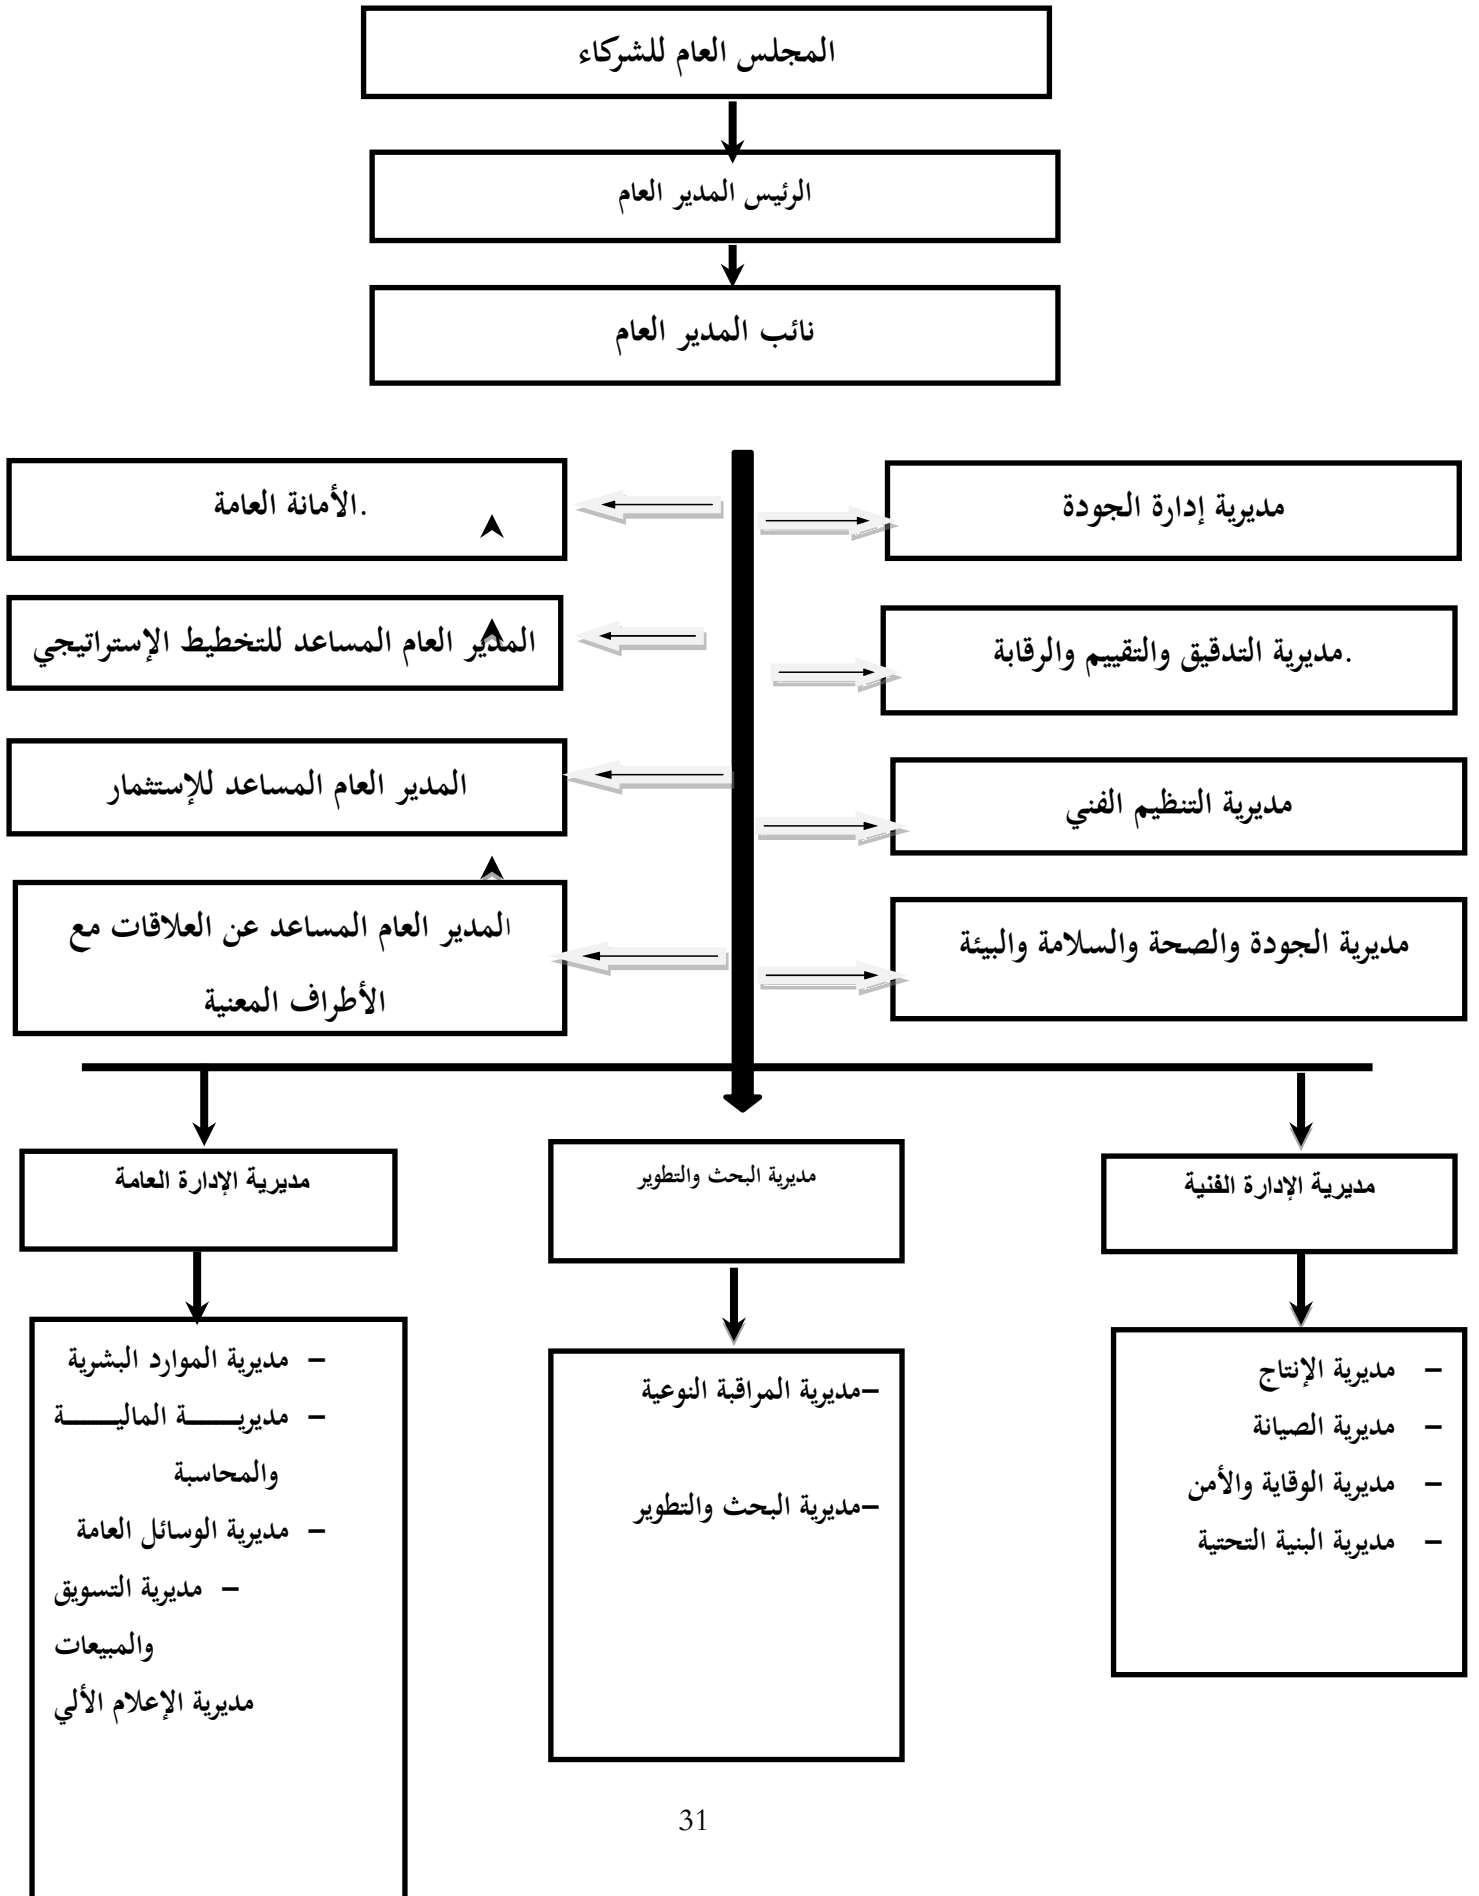 المجلس العام للشركاء
الرئيس المدير العام
نائب المدير العام
مديرية إدارة الجودة
الأمانة العامة.
مديرية التدقيق والتقييم والرقابة.
المدير العام المساعد للتخطيط الإستراتيجي
مديرية التنظيم الفني
المدير العام المساعد للإستثمار
مديرية الجودة والصحة والسلامة والبيئة
المدير العام المساعد عن العلاقات مع
الأطراف المعنية
مديرية الإدارة الفنية
مديرية البحث والتطوير
مديرية الإدارة العامة
– مديرية الإنتاج
– مديرية الصيانة
– مديرية الوقاية والأمن
– مديرية البنية التحتية
–مديرية المراقبة النوعية
–مديرية البحث والتطوير
– مديرية الموارد البشرية
– مديريـــــــة الماليـــــــة
والمحاسبة
– مديرية الوسائل العامة
– مديرية التسويق
والمبيعات
مديرية الإعلام الألي
31